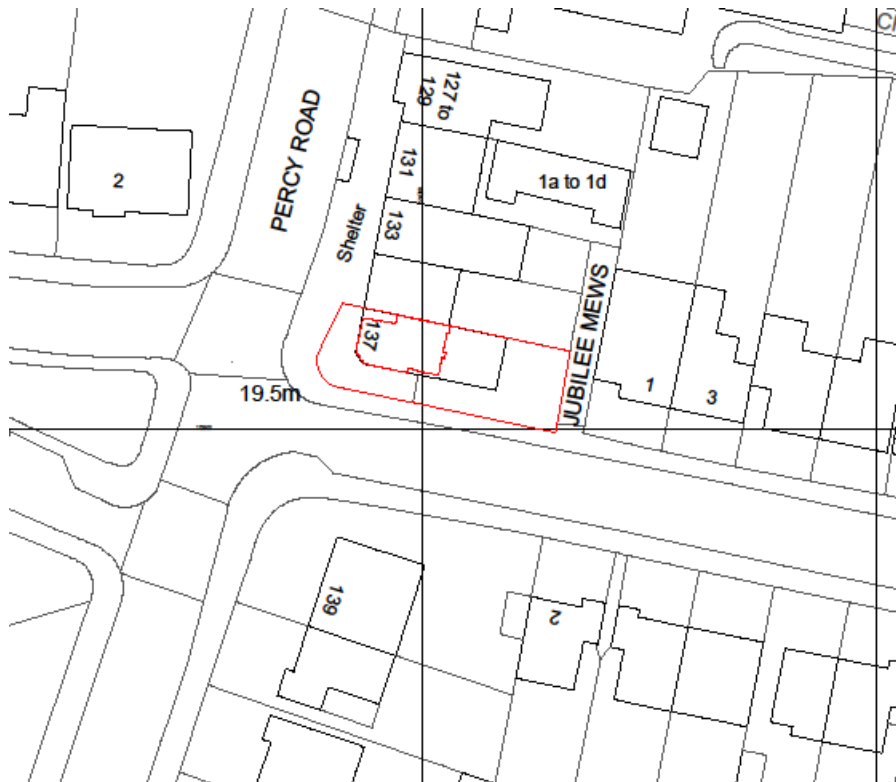 Cl
127 to
129
PERCY ROAD
131
1a to 1d
2
133
Shelter
JUBILEE MEWS
137
1
3
19.5m
139
2